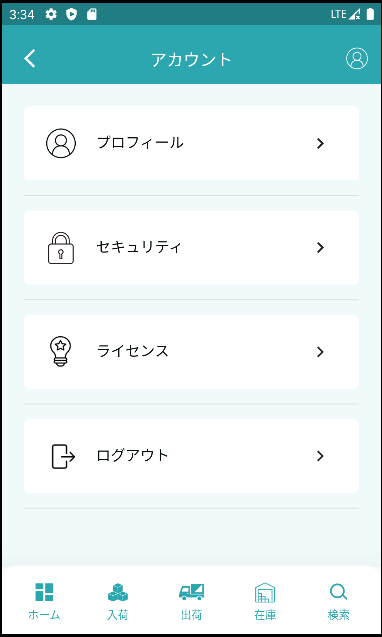 3:34
LTE
アカウント
プロフィール
セキュリティ
ライセンス
ログアウト
ホーム
入荷
出荷
在庫
検索